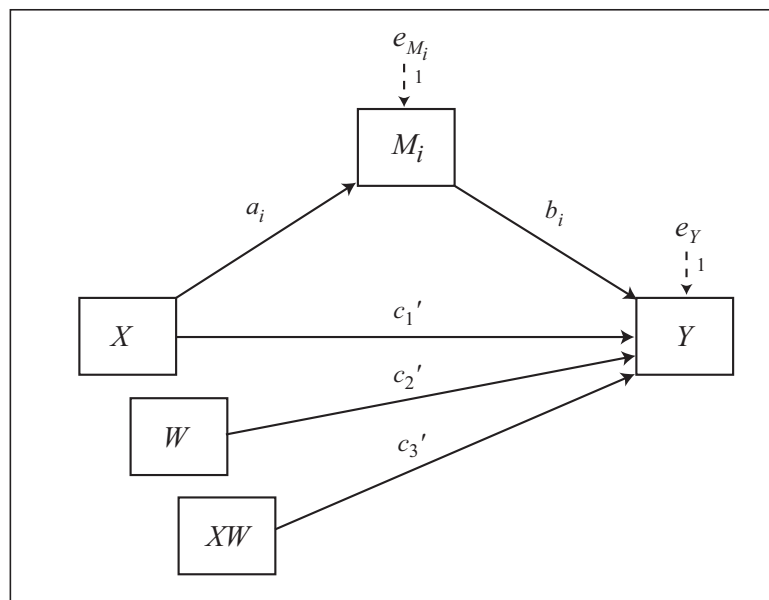 e_{M_i}
1
M_i
a_i
b_i
e_Y
1
X
c_1′
Y
c_2′
W
c_3′
XW